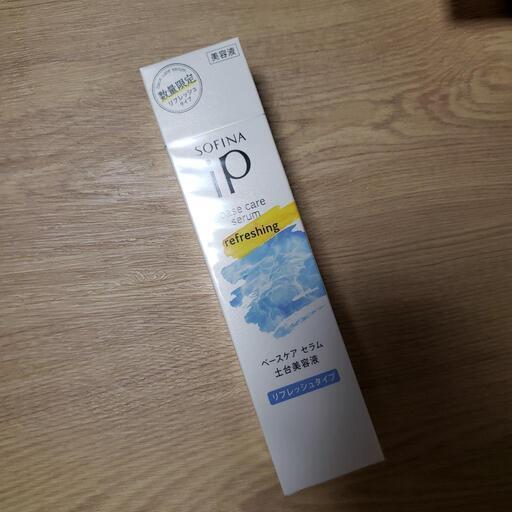 美容液
数量限定
リフレッシュ
タイプ
SOFINA
iP
base care
serum
refreshing
ベースケア セラム
土台美容液
リフレッシュタイプ